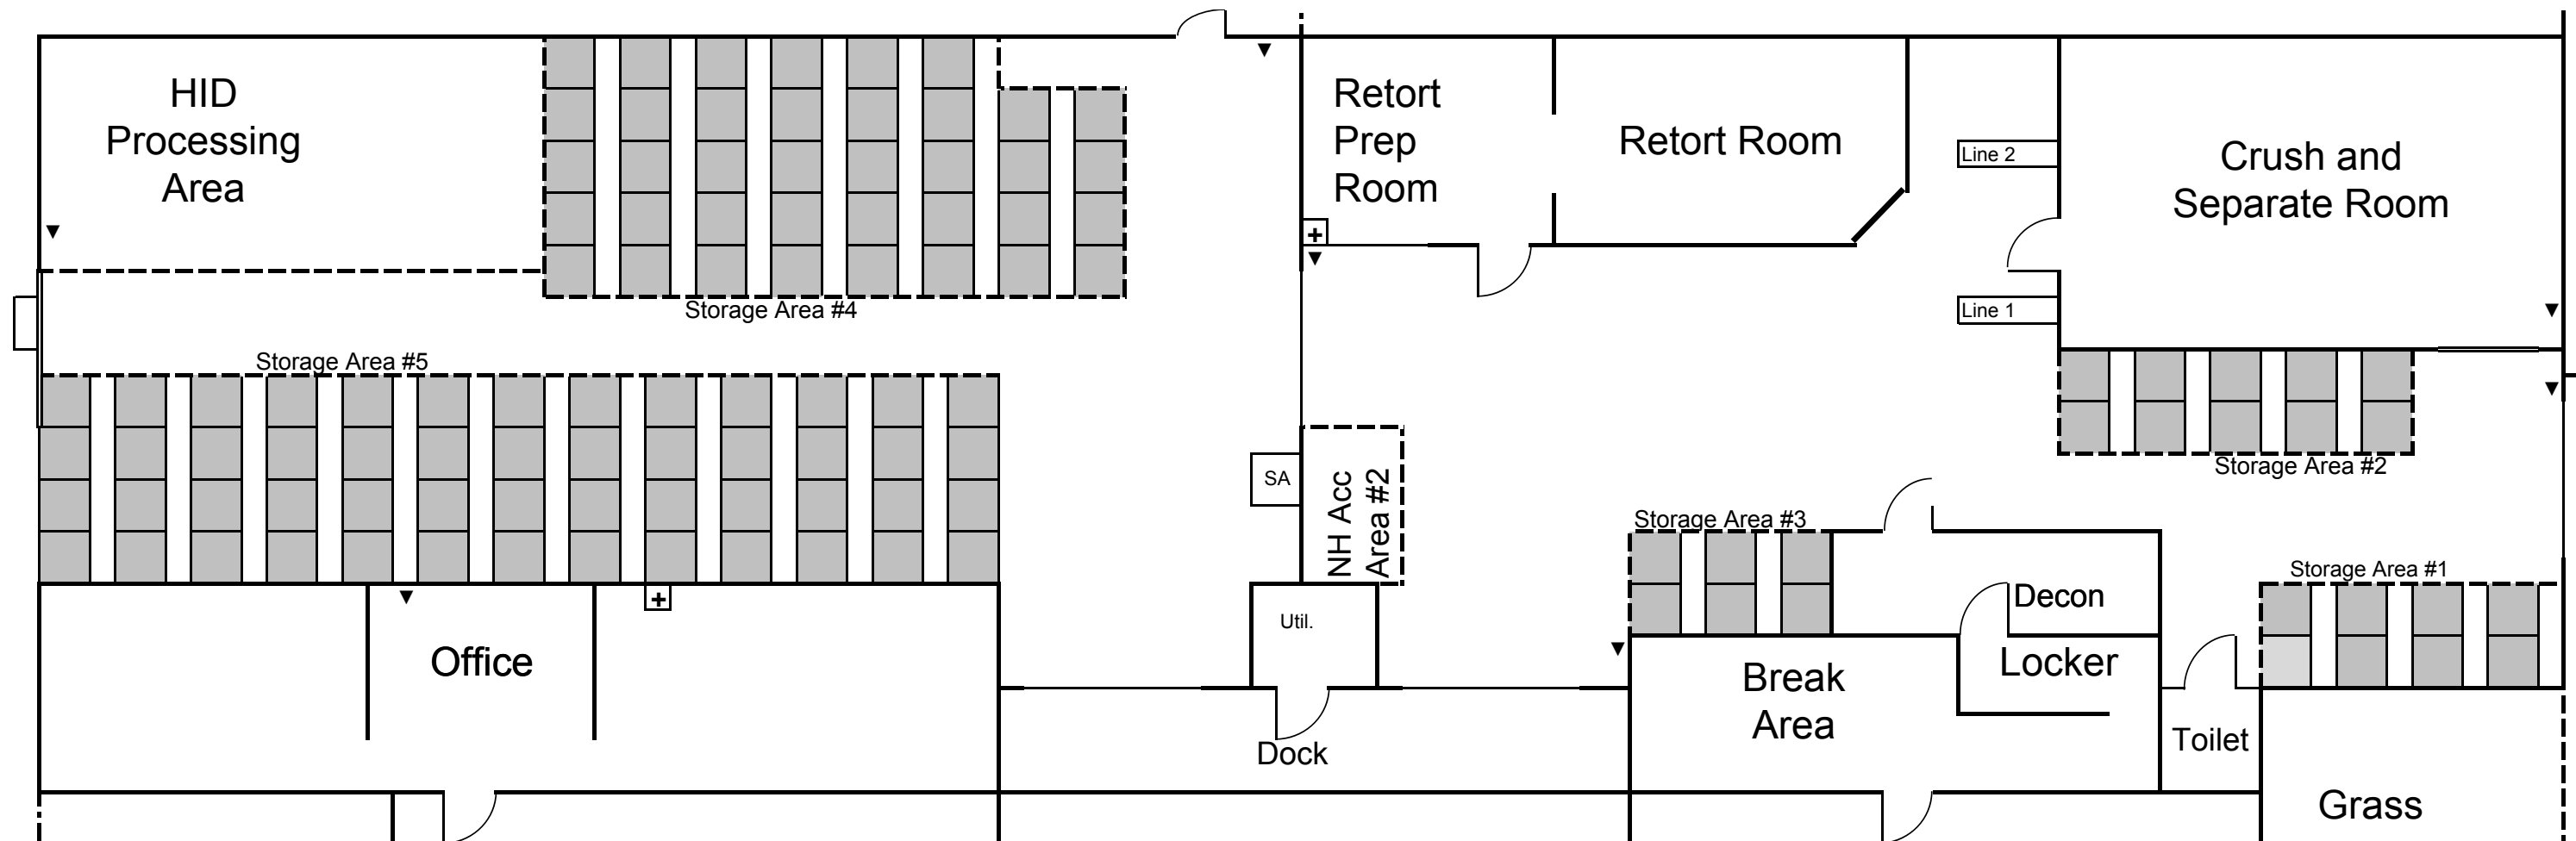 HID
Processing
Area
Retort
Prep
Room
Retort Room
Line 2
Crush and
Separate Room
Line 1
Storage Area #4
Storage Area #5
Storage Area #2
SA
NH Acc
Area #2
Storage Area #3
Storage Area #1
Decon
Util.
Office
Locker
Break
Area
Toilet
Dock
Grass